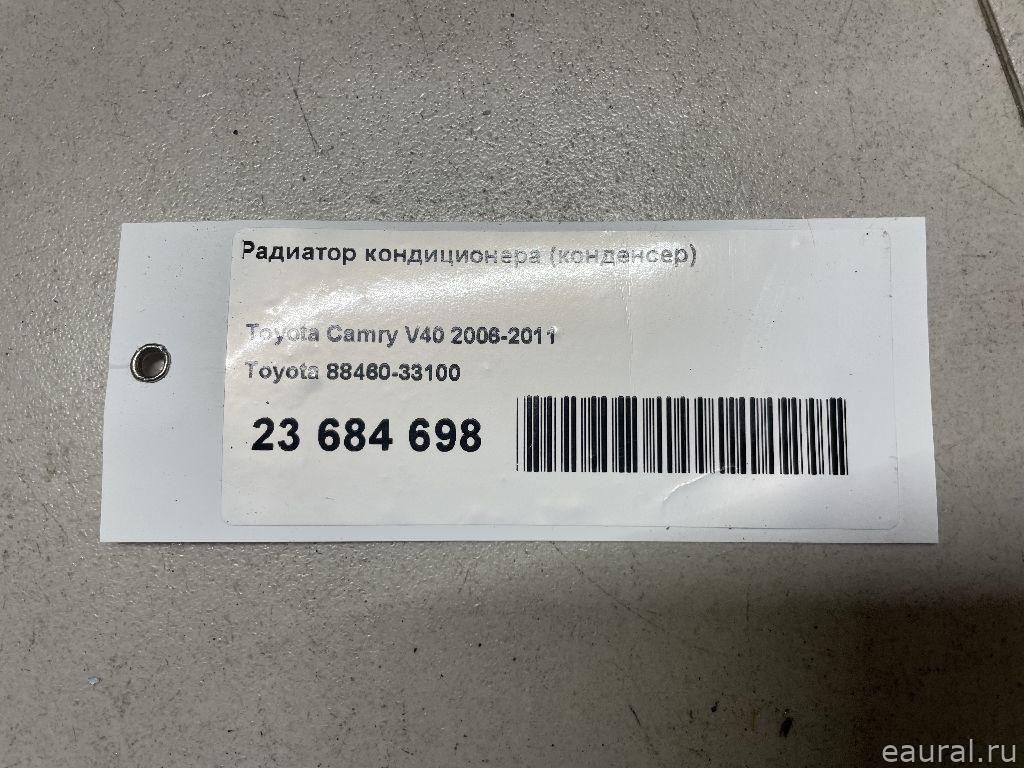 Радиатор кондиционера (конденсер)
Toyota Camry V40 2006-2011
Toyota 88460-33100
23 684 698
eaural.ru